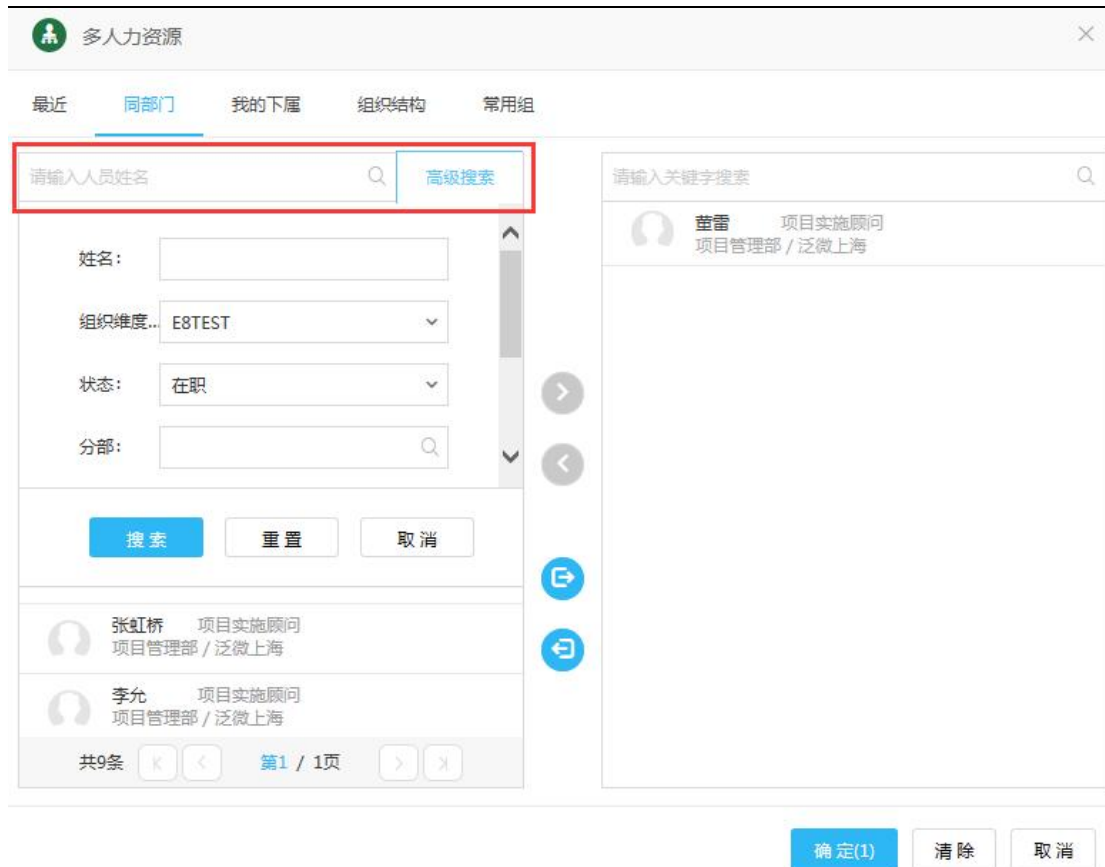 多人力资源
最近 同部门 我的下属 组织结构 常用组
请输入人员姓名 高级搜索
请输入关键字搜索
姓名：
组织维度... E8TEST
状态： 在职
分部：
搜索 重置 取消
张虹桥 项目实施顾问
项目管理部 / 泛微上海
李允 项目实施顾问
项目管理部 / 泛微上海
共9条 第1 / 1页
董雷 项目实施顾问
项目管理部 / 泛微上海
确定(1) 清除 取消